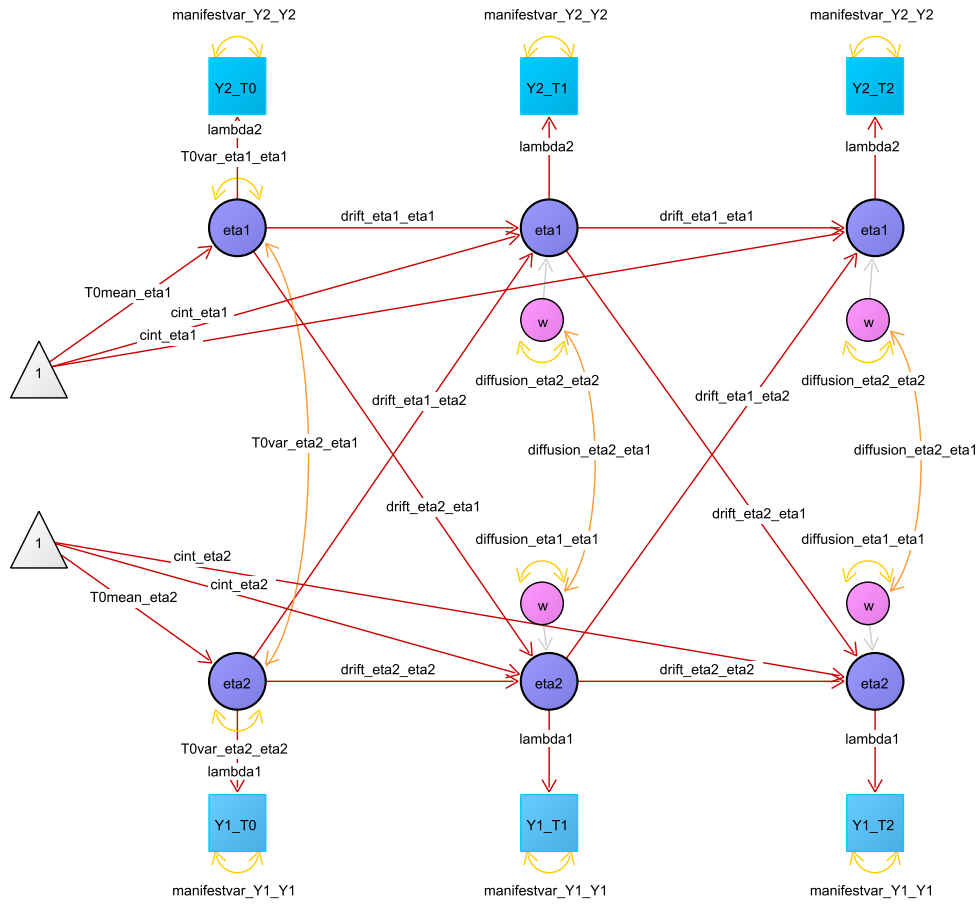 manifestvar_Y2_Y2
manifestvar_Y2_Y2
manifestvar_Y2_Y2
Y2_T0
Y2_T1
Y2_T2
lambda2
lambda2
lambda2
T0var_eta1_eta1
drift_eta1_eta1
drift_eta1_eta1
eta1
eta1
eta1
T0mean_eta1
cint_eta1
cint_eta1
w
w
1
diffusion_eta2_eta2
diffusion_eta2_eta2
drift_eta1_eta2
drift_eta1_eta2
T0var_eta2_eta1
diffusion_eta2_eta1
diffusion_eta2_eta1
drift_eta2_eta1
drift_eta2_eta1
1
diffusion_eta1_eta1
diffusion_eta1_eta1
cint_eta2
cint_eta2
T0mean_eta2
w
w
drift_eta2_eta2
drift_eta2_eta2
eta2
eta2
eta2
T0var_eta2_eta2
lambda1
lambda1
lambda1
Y1_T0
Y1_T1
Y1_T2
manifestvar_Y1_Y1
manifestvar_Y1_Y1
manifestvar_Y1_Y1